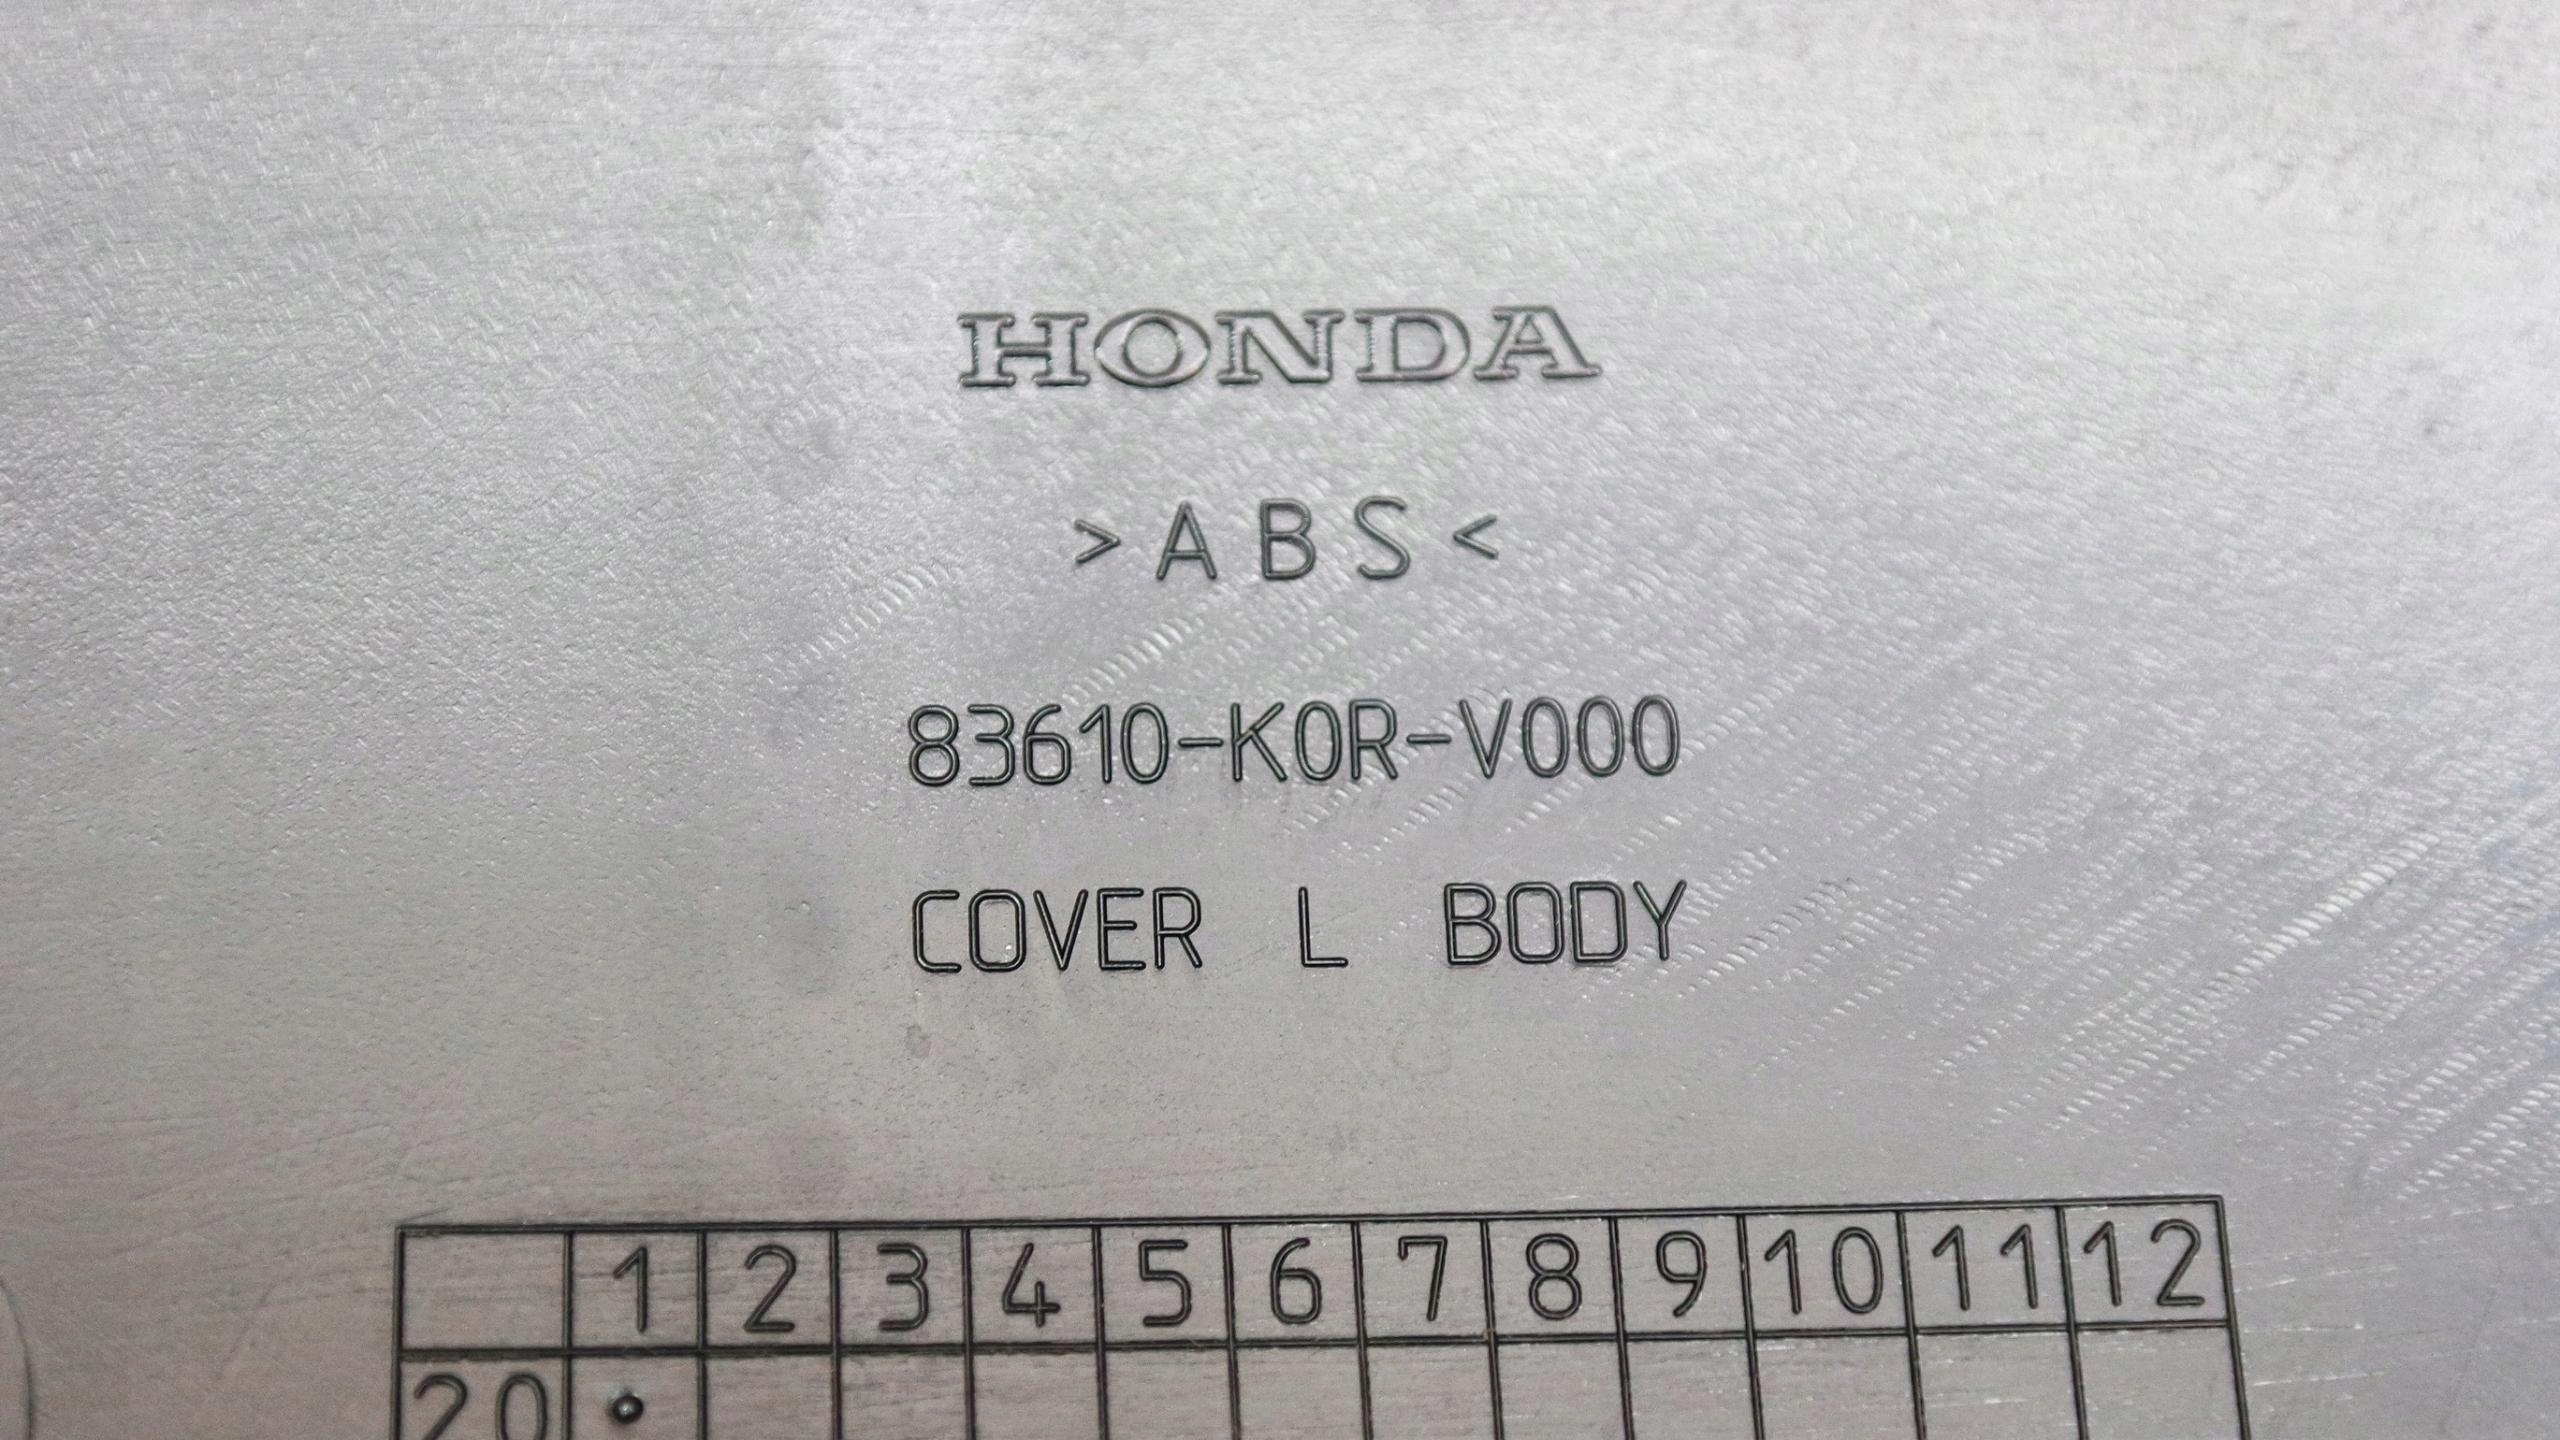 HONDA
>ABS<
83610-K0R-V000
COVER L BODY
1 2 3 4 5 6 7 8 9 10 11 12
20